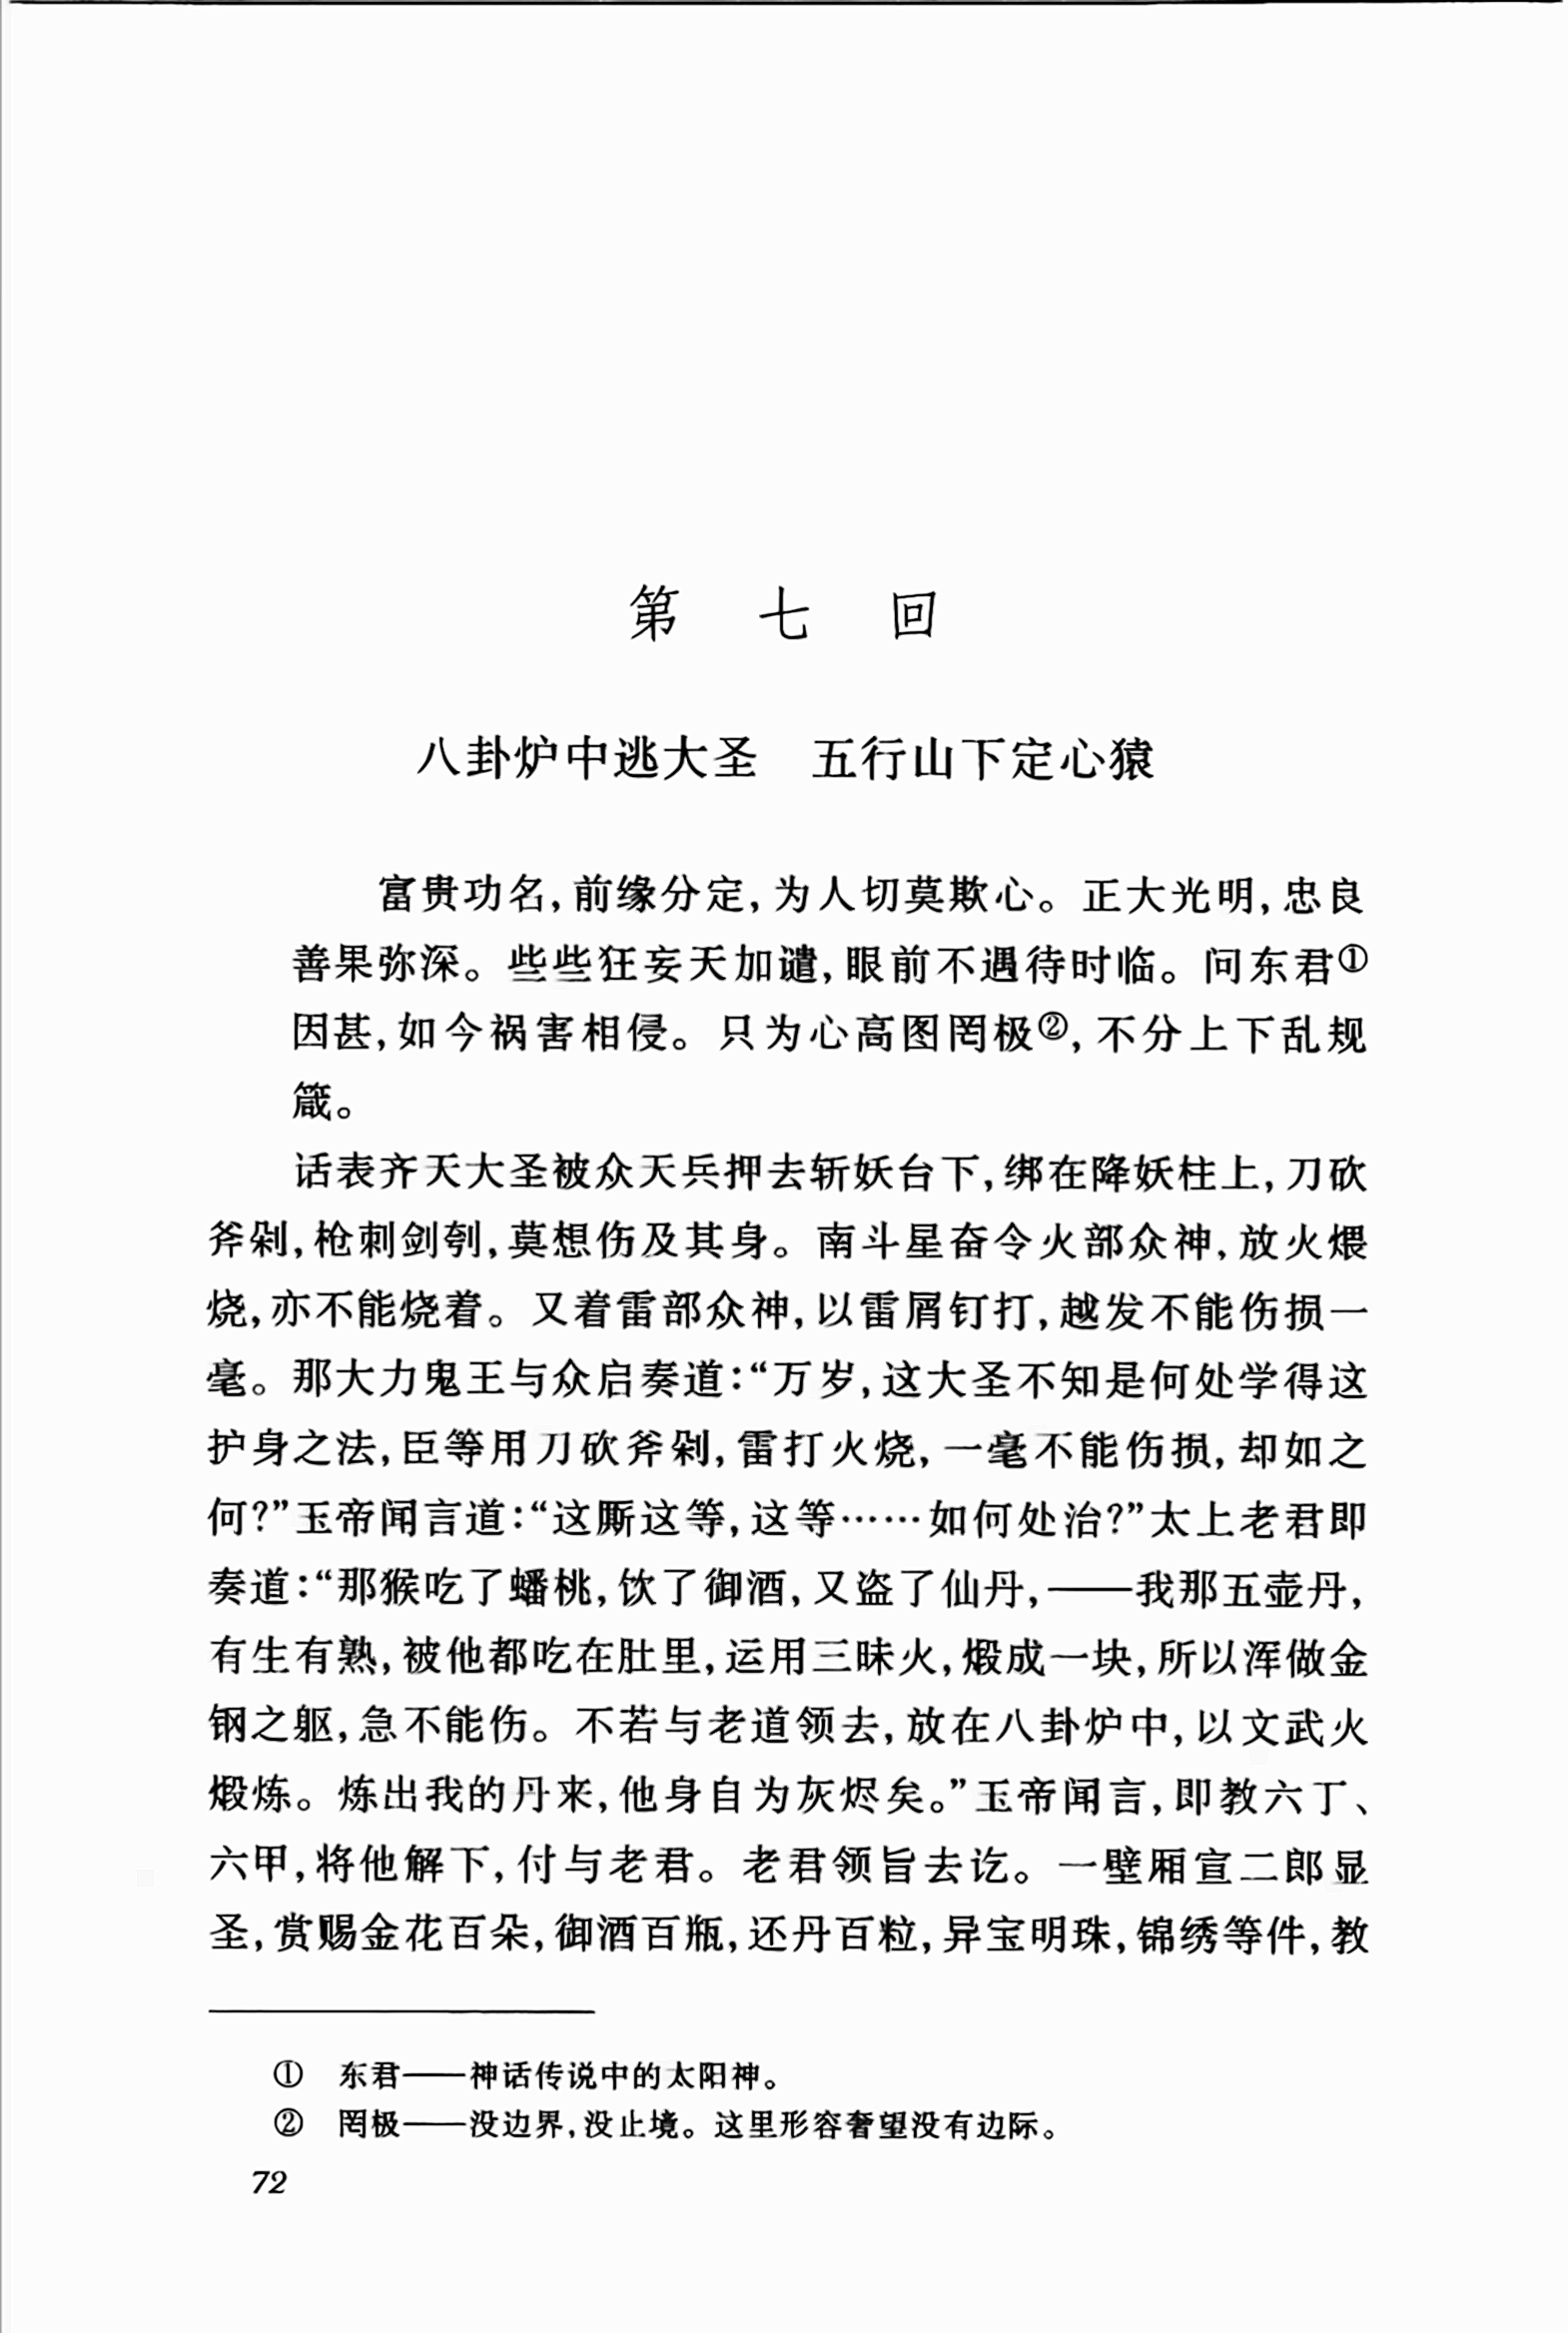 第七回
八卦炉中逃大圣　五行山下定心猿
富贵功名,前缘分定,为人切莫欺心。正大光明,忠良
善果弥深。些些狂妄天加谴,眼前不遇待时临。问东君①
因甚,如今祸害相侵。只为心高图罔极②,不分上下乱规
箴。
话表齐天大圣被众天兵押去斩妖台下,绑在降妖柱上,刀砍
斧剁,枪刺剑刳,莫想伤及其身。南斗星奋令火部众神,放火煨
烧,亦不能烧着。又着雷部众神,以雷屑钉打,越发不能伤损一
毫。那大力鬼王与众启奏道:“万岁,这大圣不知是何处学得这
护身之法,臣等用刀砍斧剁,雷打火烧,一毫不能伤损,却如之
何?”玉帝闻言道:“这厮这等,这等……如何处治?”太上老君即
奏道:“那猴吃了蟠桃,饮了御酒,又盗了仙丹,——我那五壶丹,
有生有熟,被他都吃在肚里,运用三昧火,煅成一块,所以浑做金
钢之躯,急不能伤。不若与老道领去,放在八卦炉中,以文武火
煅炼。炼出我的丹来,他身自为灰烬矣。”玉帝闻言,即教六丁、
六甲,将他解下,付与老君。老君领旨去讫。一壁厢宣二郎显
圣,赏赐金花百朵,御酒百瓶,还丹百粒,异宝明珠,锦绣等件,教
①　东君——神话传说中的太阳神。
②　罔极——没边界,没止境。这里形容奢望没有边际。
72